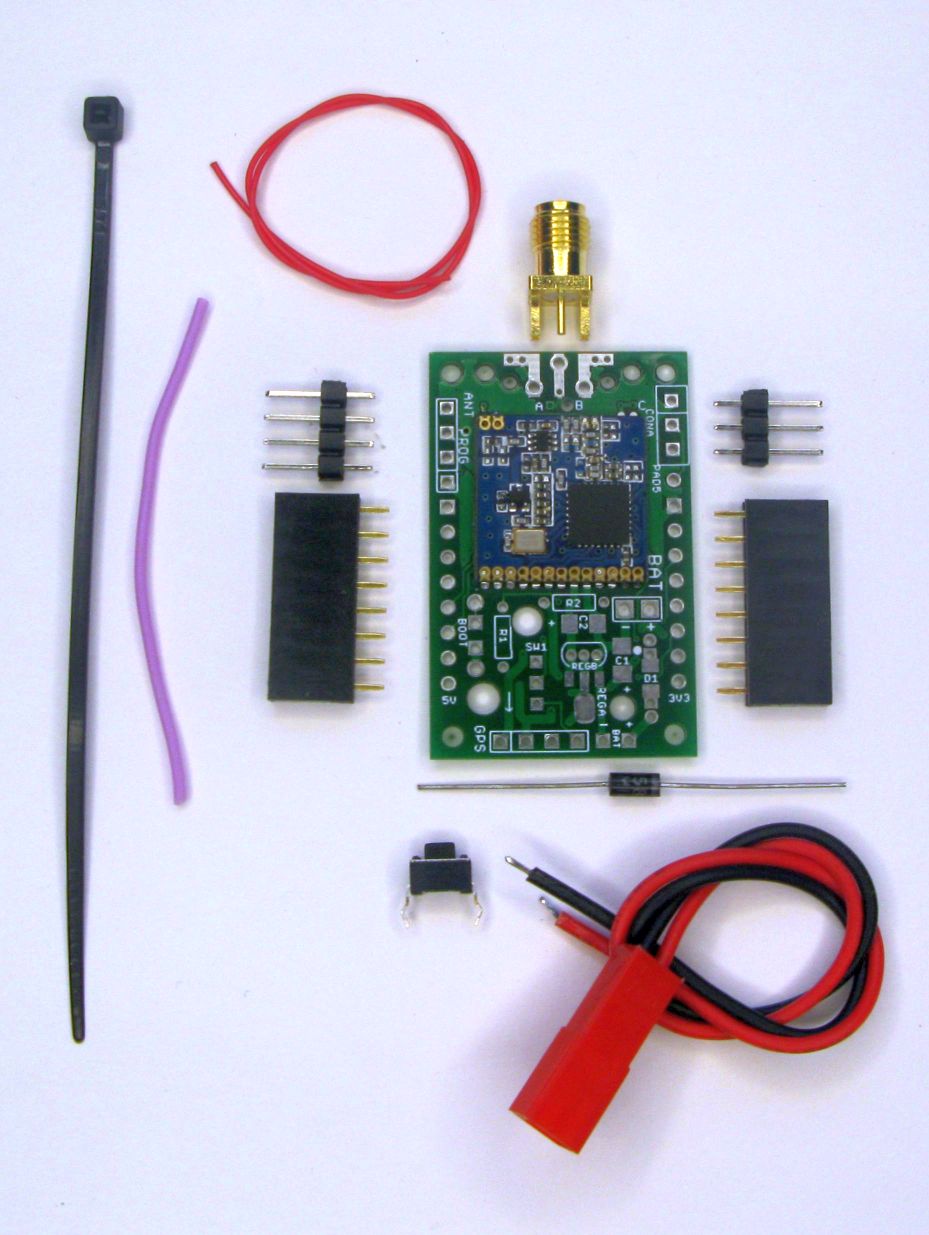 A
B
C
ANT
CONA
PROG
PAD5
BAT
R2
+
C2
+
BOOT
R1
SW1
REGB
C1
D1
+
5V
REGA
3V3
GPS
BAT
+